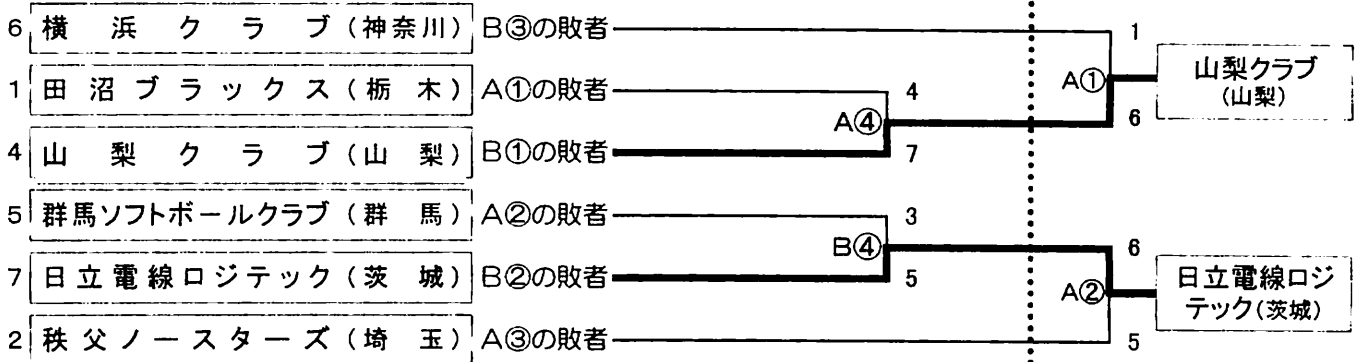 6 横浜クラブ(神奈川) B③の敗者 1
山梨クラブ
(山梨)
A①
1 田沼ブラックス(栃木) A①の敗者 4
A④ 6
4 山梨クラブ(山梨) B①の敗者 7
5 群馬ソフトボールクラブ(群馬) A②の敗者 3
B④ 6
7 日立電線ロジテック(茨城) B②の敗者 5
A②
日立電線ロジ
テック(茨城)
2 秩父ノースターズ(埼玉) A③の敗者 5